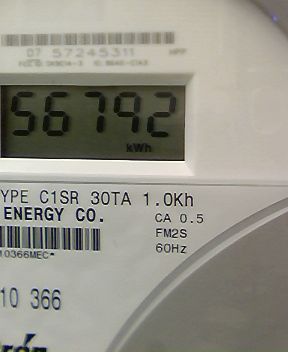 07 57245311
56792
kWh
YPE C1SR 30TA 1.0Kh
ENERGY CO.
CA 0.5
FM2S
60Hz
10366MEC*
10 366
rón